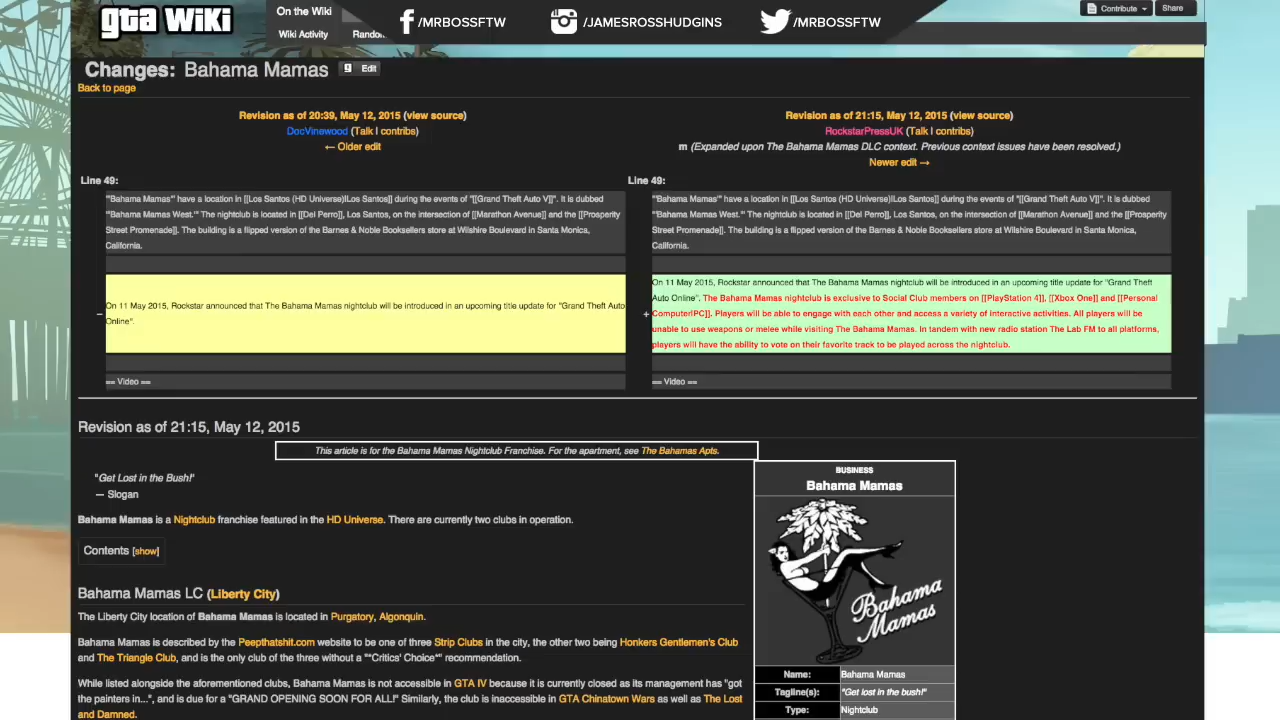 gta WiKi
On the Wiki
Wiki Activity
/MRBOSSFTW
/JAMESROSSHUDGINS
/MRBOSSFTW
Contribute
Share
Changes: Bahama Mamas
Edit
Back to page
Revision as of 20:39, May 12, 2015 (view source)
DocVinewood (Talk | contribs)
← Older edit
Revision as of 21:15, May 12, 2015 (view source)
RockstarPressUK (Talk | contribs)
m (Expanded upon The Bahama Mamas DLC context. Previous context issues have been resolved.)
Newer edit →
Line 49:
Line 49:
'''Bahama Mamas''' have a location in [[Los Santos (HD Universe)|Los Santos]] during the events of ''[[Grand Theft Auto V]]''. It is dubbed
'''Bahama Mamas West.''' The nightclub is located in [[Del Perro]], Los Santos, on the intersection of [[Marathon Avenue]] and the [[Prosperity
Street Promenade]]. The building is a flipped version of the Barnes & Noble Booksellers store at Wilshire Boulevard in Santa Monica,
California.
'''Bahama Mamas''' have a location in [[Los Santos (HD Universe)|Los Santos]] during the events of ''[[Grand Theft Auto V]]''. It is dubbed
'''Bahama Mamas West.''' The nightclub is located in [[Del Perro]], Los Santos, on the intersection of [[Marathon Avenue]] and the [[Prosperity
Street Promenade]]. The building is a flipped version of the Barnes & Noble Booksellers store at Wilshire Boulevard in Santa Monica,
California.
− On 11 May 2015, Rockstar announced that The Bahama Mamas nightclub will be introduced in an upcoming title update for ''Grand Theft Auto
Online''.
On 11 May 2015, Rockstar announced that The Bahama Mamas nightclub will be introduced in an upcoming title update for ''Grand Theft
Auto Online''. The Bahama Mamas nightclub is exclusive to Social Club members on [[PlayStation 4]], [[Xbox One]] and [[Personal
+ Computer|PC]]. Players will be able to engage with each other and access a variety of interactive activities. All players will be
unable to use weapons or melee while visiting The Bahama Mamas. In tandem with new radio station The Lab FM to all platforms,
players will have the ability to vote on their favorite track to be played across the nightclub.
== Video ==
== Video ==
Revision as of 21:15, May 12, 2015
This article is for the Bahama Mamas Nightclub Franchise. For the apartment, see The Bahamas Apts.
"Get Lost in the Bush!"
— Slogan
Bahama Mamas is a Nightclub franchise featured in the HD Universe. There are currently two clubs in operation.
Contents [show]
Bahama Mamas LC (Liberty City)
The Liberty City location of Bahama Mamas is located in Purgatory, Algonquin.
Bahama Mamas is described by the Peepthatshit.com website to be one of three Strip Clubs in the city, the other two being Honkers Gentlemen's Club
and The Triangle Club, and is the only club of the three without a "*Critics' Choice*" recommendation.
While listed alongside the aforementioned clubs, Bahama Mamas is not accessible in GTA IV because it is currently closed as its management has "got
the painters in...", and is due for a "GRAND OPENING SOON FOR ALL!" Similarly, the club is inaccessible in GTA Chinatown Wars as well as The Lost
and Damned.
BUSINESS
Bahama Mamas
Bahama
Mamas
Name: Bahama Mamas
Tagline(s): "Get lost in the bush!"
Type: Nightclub